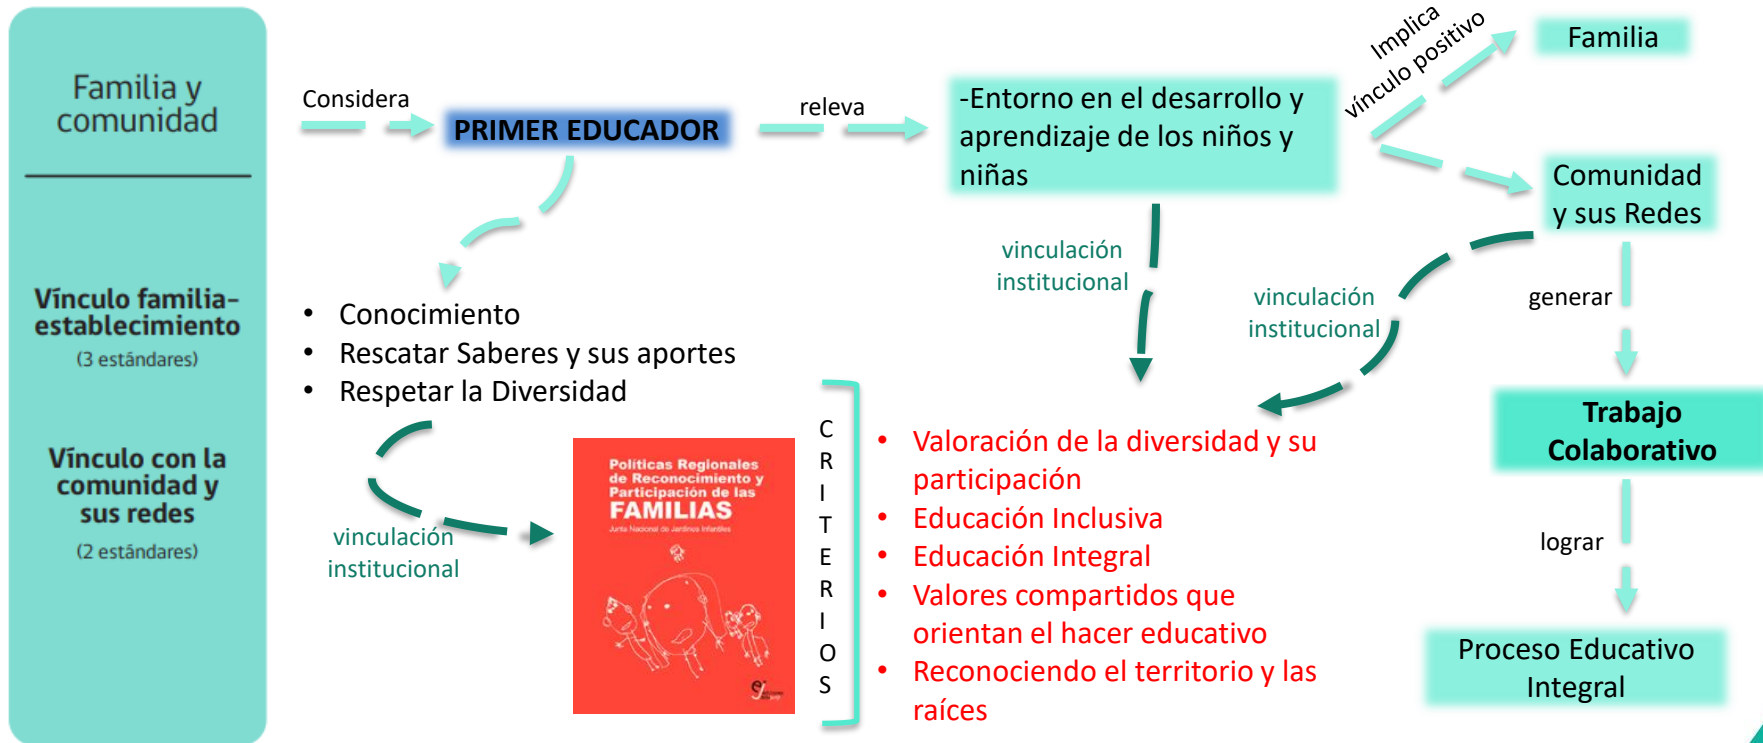 Familia y
comunidad
Vínculo familia-
establecimiento
(3 estándares)
Vínculo con la
comunidad y
sus redes
(2 estándares)
Considera
PRIMER EDUCADOR
releva
-Entorno en el desarrollo y
aprendizaje de los niños y
niñas
Implica
vínculo positivo
Familia
Comunidad
y sus Redes
vinculación
institucional
vinculación
institucional
generar
• Conocimiento
• Rescatar Saberes y sus aportes
• Respetar la Diversidad
vinculación
institucional
Políticas Regionales
de Reconocimiento y
Participación de las
FAMILIAS
Junta Nacional de Jardines Infantiles
C
R
I
T
E
R
I
O
S
• Valoración de la diversidad y su
participación
• Educación Inclusiva
• Educación Integral
• Valores compartidos que
orientan el hacer educativo
• Reconociendo el territorio y las
raíces
Trabajo
Colaborativo
lograr
Proceso Educativo
Integral